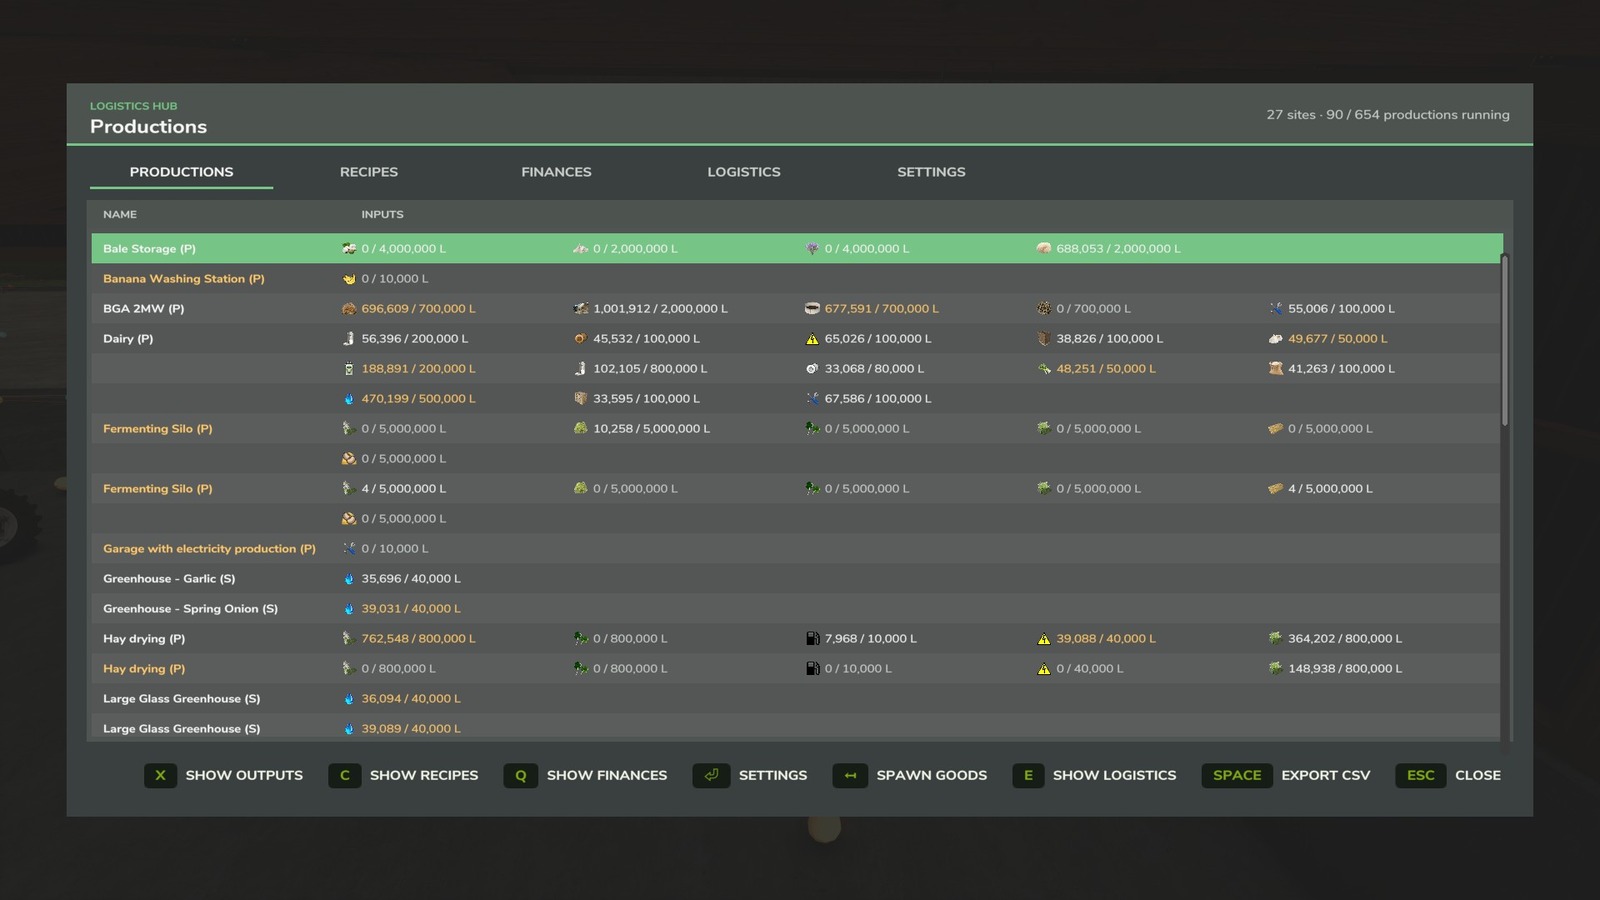 LOGISTICS HUB
Productions
27 sites · 90 / 654 productions running
PRODUCTIONS RECIPES FINANCES LOGISTICS SETTINGS
NAME INPUTS
Bale Storage (P) 0 / 4,000,000 L 0 / 2,000,000 L 0 / 4,000,000 L 688,053 / 2,000,000 L
Banana Washing Station (P) 0 / 10,000 L
BGA 2MW (P) 696,609 / 700,000 L 1,001,912 / 2,000,000 L 677,591 / 700,000 L 0 / 700,000 L 55,006 / 100,000 L
Dairy (P) 56,396 / 200,000 L 45,532 / 100,000 L 65,026 / 100,000 L 38,826 / 100,000 L 49,677 / 50,000 L
188,891 / 200,000 L 102,105 / 800,000 L 33,068 / 80,000 L 48,251 / 50,000 L 41,263 / 100,000 L
470,199 / 500,000 L 33,595 / 100,000 L 67,586 / 100,000 L
Fermenting Silo (P) 0 / 5,000,000 L 10,258 / 5,000,000 L 0 / 5,000,000 L 0 / 5,000,000 L 0 / 5,000,000 L
0 / 5,000,000 L
Fermenting Silo (P) 4 / 5,000,000 L 0 / 5,000,000 L 0 / 5,000,000 L 0 / 5,000,000 L 4 / 5,000,000 L
0 / 5,000,000 L
Garage with electricity production (P) 0 / 10,000 L
Greenhouse - Garlic (S) 35,696 / 40,000 L
Greenhouse - Spring Onion (S) 39,031 / 40,000 L
Hay drying (P) 762,548 / 800,000 L 0 / 800,000 L 7,968 / 10,000 L 39,088 / 40,000 L 364,202 / 800,000 L
Hay drying (P) 0 / 800,000 L 0 / 800,000 L 0 / 10,000 L 0 / 40,000 L 148,938 / 800,000 L
Large Glass Greenhouse (S) 36,094 / 40,000 L
Large Glass Greenhouse (S) 39,089 / 40,000 L
X SHOW OUTPUTS C SHOW RECIPES Q SHOW FINANCES SETTINGS SPAWN GOODS E SHOW LOGISTICS SPACE EXPORT CSV ESC CLOSE